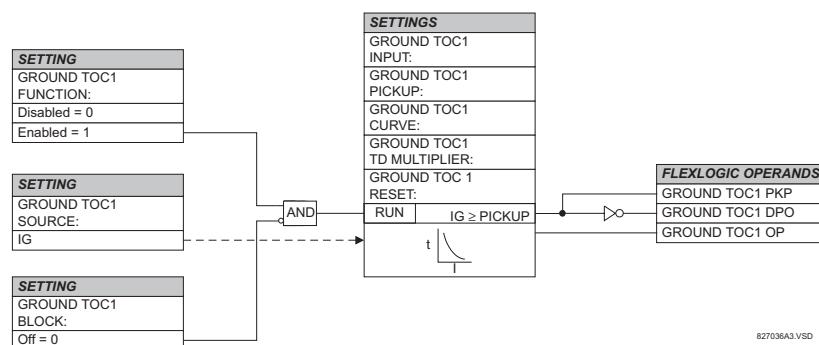 SETTING
GROUND TOC1
FUNCTION:
Disabled = 0
Enabled = 1
SETTING
GROUND TOC1
SOURCE:
IG
SETTING
GROUND TOC1
BLOCK:
Off = 0
AND
SETTINGS
GROUND TOC1
INPUT:
GROUND TOC1
PICKUP:
GROUND TOC1
CURVE:
GROUND TOC1
TD MULTIPLIER:
GROUND TOC 1
RESET:
RUN IG ≥ PICKUP
t
I
FLEXLOGIC OPERANDS
GROUND TOC1 PKP
GROUND TOC1 DPO
GROUND TOC1 OP
827036A3.VSD